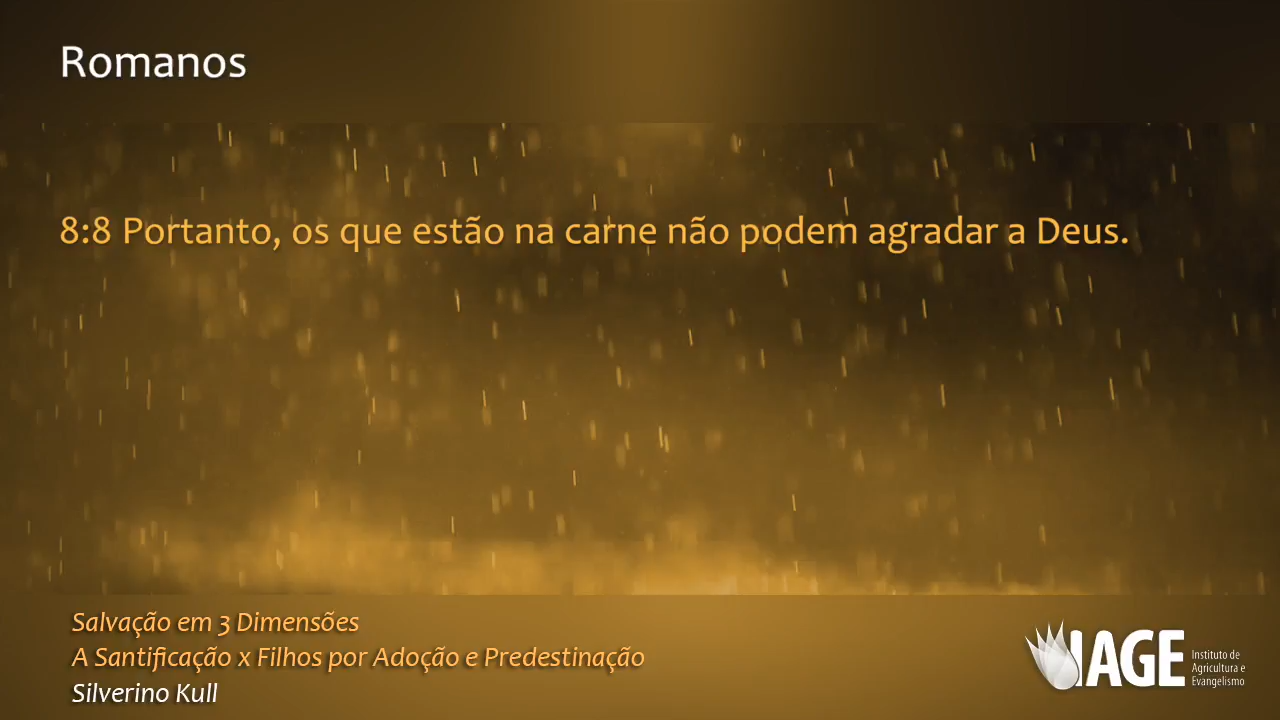 Romanos
8:8 Portanto, os que estão na carne não podem agradar a Deus.
Salvação em 3 Dimensões
A Santificação x Filhos por Adoção e Predestinação
Silverino Kull
IAGE
Instituto de
Agricultura e
Evangelismo